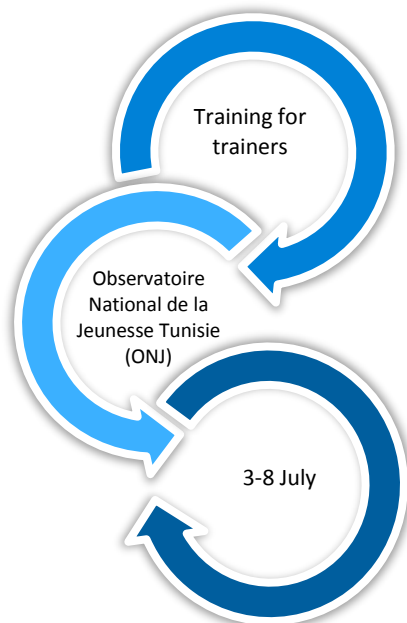 Training for
trainers
Observatoire
National de la
Jeunesse Tunisie
(ONJ)
3-8 July